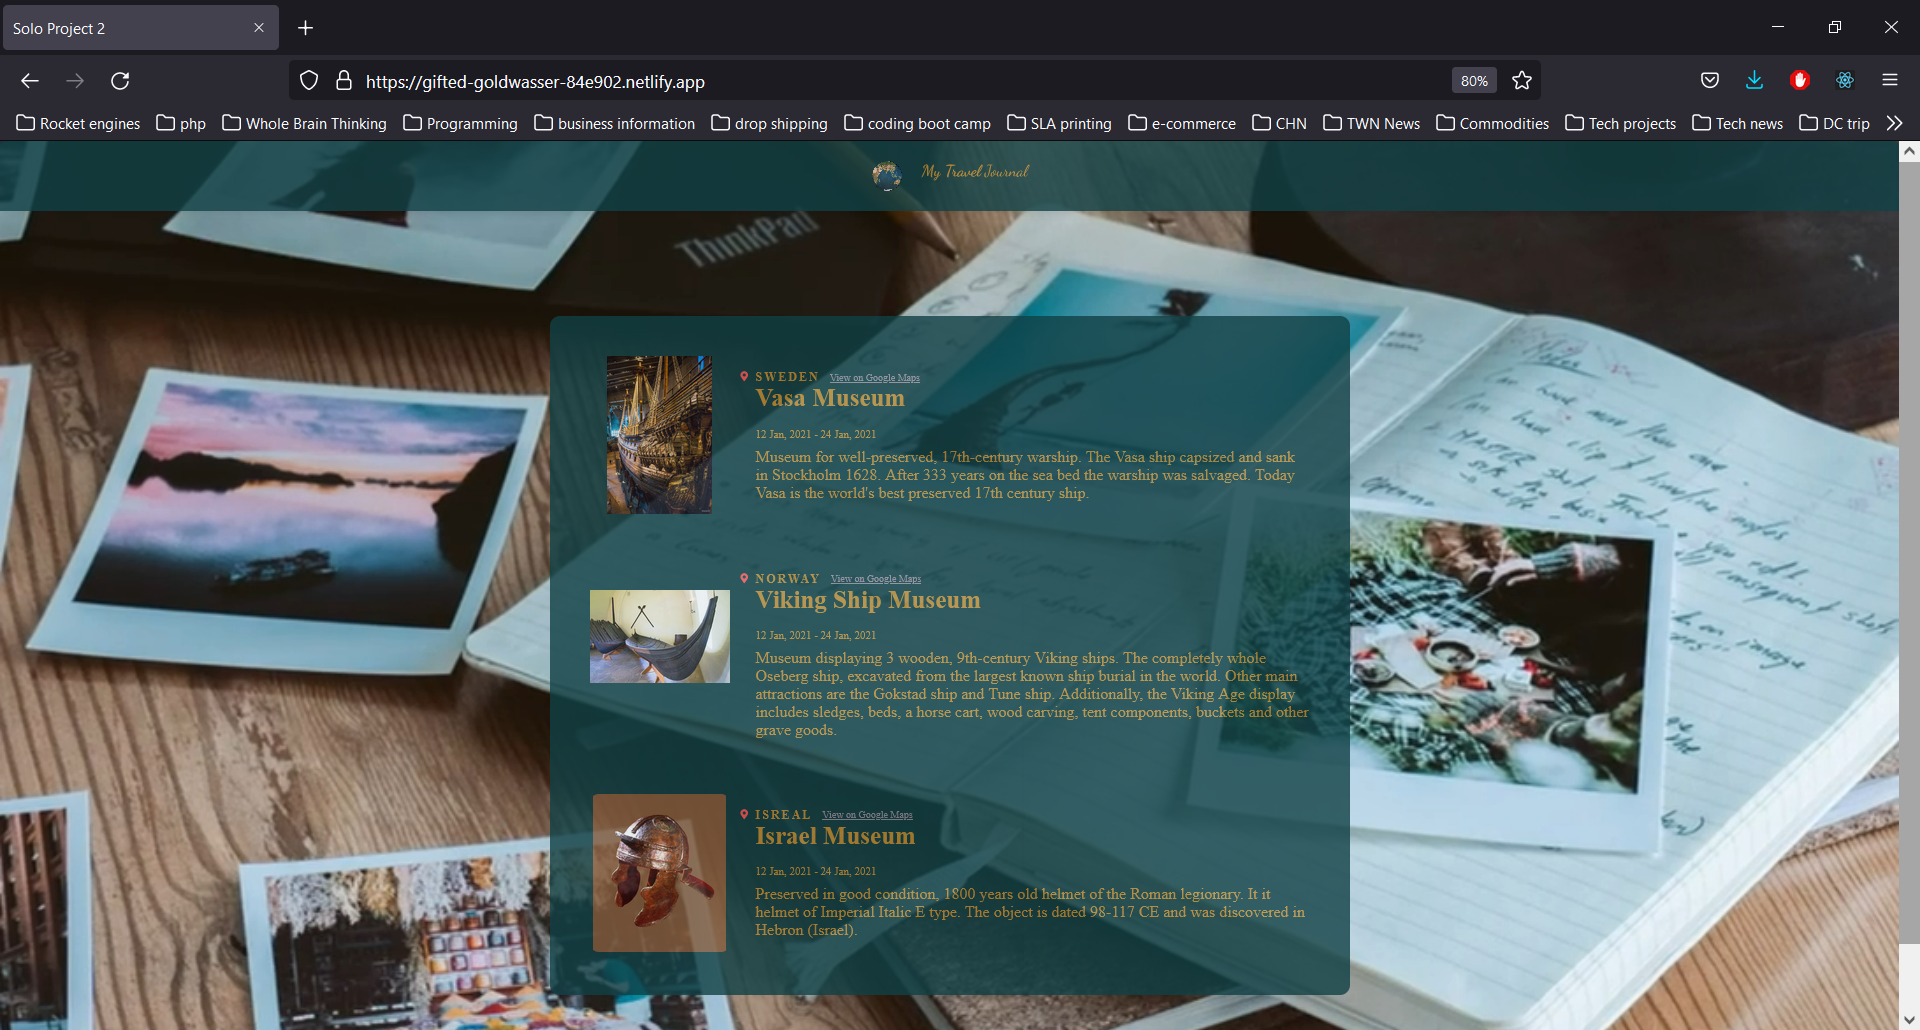 Solo Project 2
https://gifted-goldwasser-84e902.netlify.app
80%
Rocket engines
php
Whole Brain Thinking
Programming
business information
drop shipping
coding boot camp
SLA printing
e-commerce
CHN
TWN News
Commodities
Tech projects
Tech news
DC trip
My Travel Journal
ThinkPad
SWEDEN View on Google Maps
Vasa Museum
12 Jan, 2021 - 24 Jan, 2021
Museum for well-preserved, 17th-century warship. The Vasa ship capsized and sank
in Stockholm 1628. After 333 years on the sea bed the warship was salvaged. Today
Vasa is the world's best preserved 17th century ship.
NORWAY View on Google Maps
Viking Ship Museum
12 Jan, 2021 - 24 Jan, 2021
Museum displaying 3 wooden, 9th-century Viking ships. The completely whole
Oseberg ship, excavated from the largest known ship burial in the world. Other main
attractions are the Gokstad ship and Tune ship. Additionally, the Viking Age display
includes sledges, beds, a horse cart, wood carving, tent components, buckets and other
grave goods.
ISREAL View on Google Maps
Israel Museum
12 Jan, 2021 - 24 Jan, 2021
Preserved in good condition, 1800 years old helmet of the Roman legionary. It it
helmet of Imperial Italic E type. The object is dated 98-117 CE and was discovered in
Hebron (Israel).